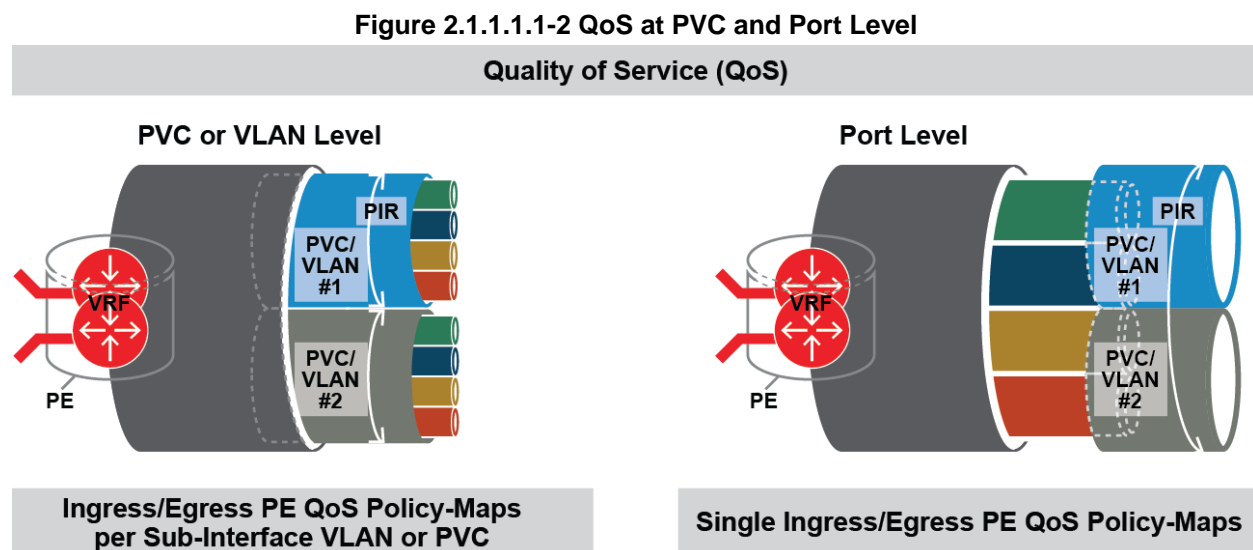 Figure 2.1.1.1.1-2 QoS at PVC and Port Level
Quality of Service (QoS)
PVC or VLAN Level
PIR
PVC/
VLAN
#1
VRF
PVC/
VLAN
#2
PE
Ingress/Egress PE QoS Policy-Maps
per Sub-Interface VLAN or PVC
Port Level
PIR
PVC/
VLAN
#1
VRF
PVC/
VLAN
#2
PE
Single Ingress/Egress PE QoS Policy-Maps